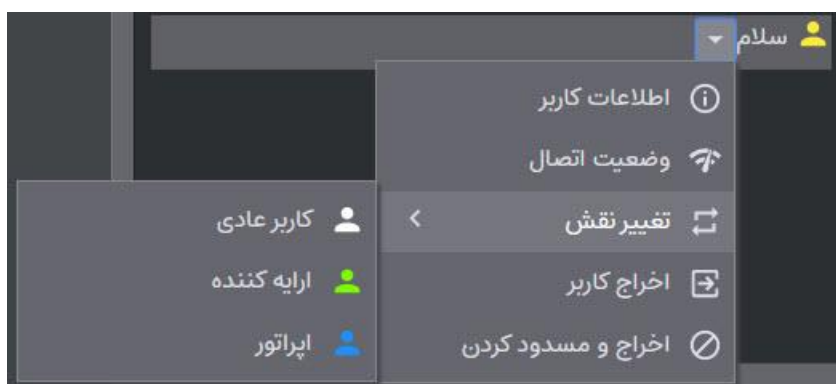 سلام
اطلاعات کاربر
وضعیت اتصال
تغییر نقش
اخراج کاربر
اخراج و مسدود کردن
کاربر عادی
ارایه کننده
اپراتور